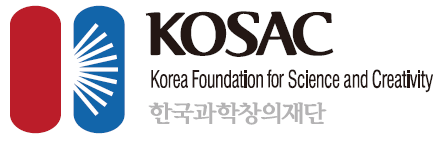 KOSAC
Korea Foundation for Science and Creativity
한국과학창의재단